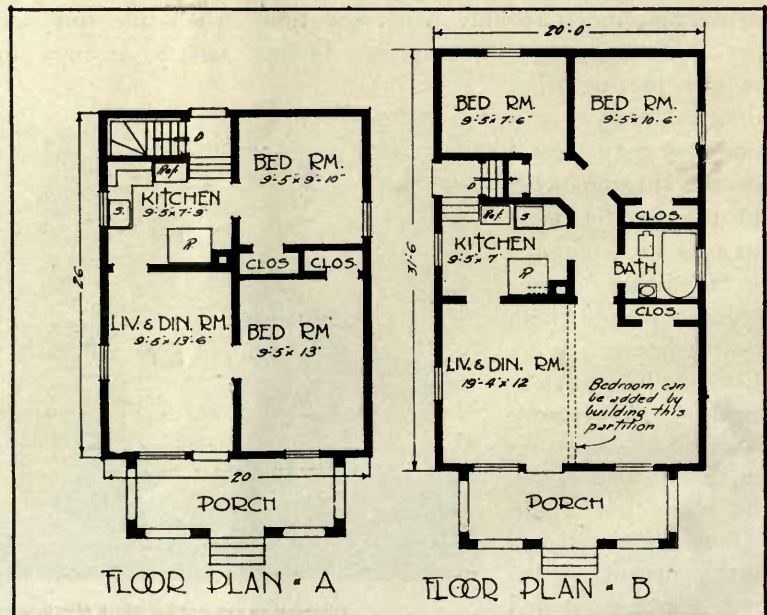 26
D
Ref.
KITCHEN
9'-5 x 7'-9"
S.
R
BED RM.
9'-5 x 9'-10"
CLOS.
CLOS.
LIV. & DIN. RM.
9'-5 x 13'-6"
BED RM
9'-5 x 13'
20
PORCH
FLOOR PLAN - A
20'-0"
31'-6
BED RM.
9'-5 x 7'-6"
BED RM.
9'-5 x 10'-6"
D
Ref.
S
KITCHEN
9'-5 x 7'
R
CLOS.
BATH
CLOS.
LIV. & DIN. RM.
19'-4 x 12
Bedroom can
be added by
building this
partition
PORCH
FLOOR PLAN - B